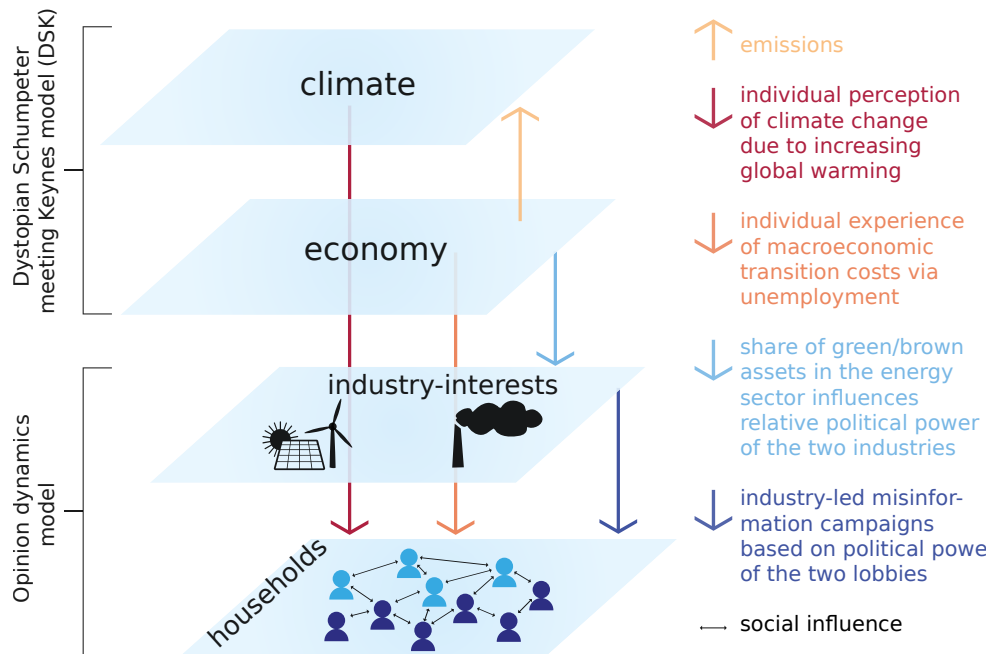 Dystopian Schumpeter
meeting Keynes model (DSK)
climate
economy
Opinion dynamics
model
industry-interests
households
emissions
individual perception
of climate change
due to increasing
global warming
individual experience
of macroeconomic
transition costs via
unemployment
share of green/brown
assets in the energy
sector influences
relative political power
of the two industries
industry-led misinfor-
mation campaigns
based on political powe
of the two lobbies
social influence